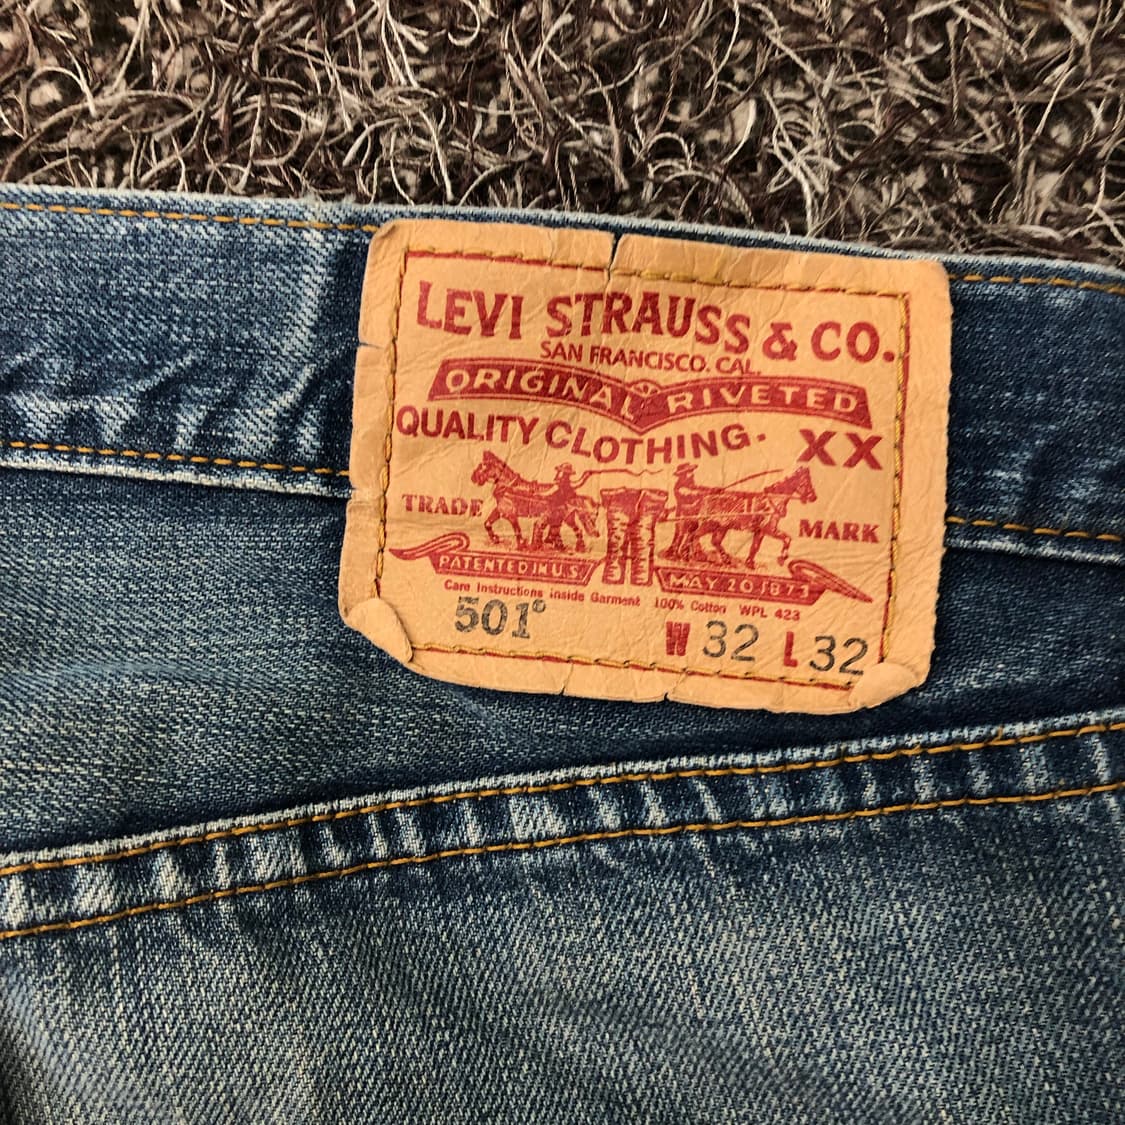 LEVI STRAUSS & CO.
SAN FRANCISCO. CAL.
ORIGINAL RIVETED
QUALITY CLOTHING. XX
TRADE MARK
PATENTED IN U.S. MAY 20 1873
Care Instructions inside Garment 100% Cotton WPL 423
501® W 32 L 32